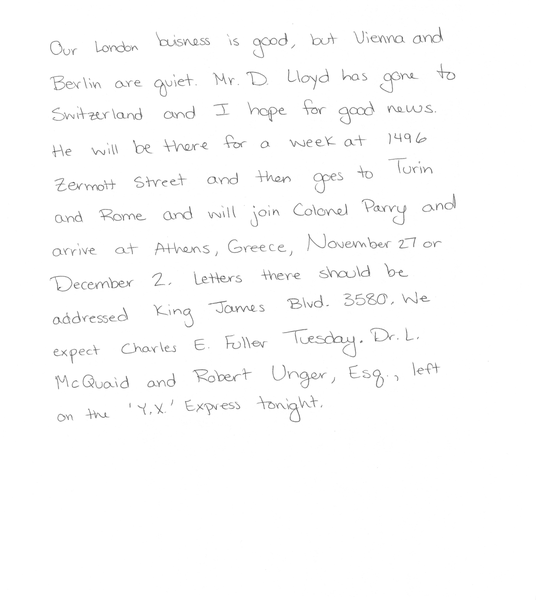 Our London buisness is good, but Vienna and
Berlin are quiet. Mr. D. Lloyd has gone to
Switzerland and I hope for good news.
He will be there for a week at 1496
Zermott Street and then goes to Turin
and Rome and will join Colonel Parry and
arrive at Athens, Greece, November 27 or
December 2. Letters there should be
addressed King James Blvd. 3580. We
expect Charles E. Fuller Tuesday. Dr. L.
McQuaid and Robert Unger, Esq., left
on the 'Y.X.' Express tonight.